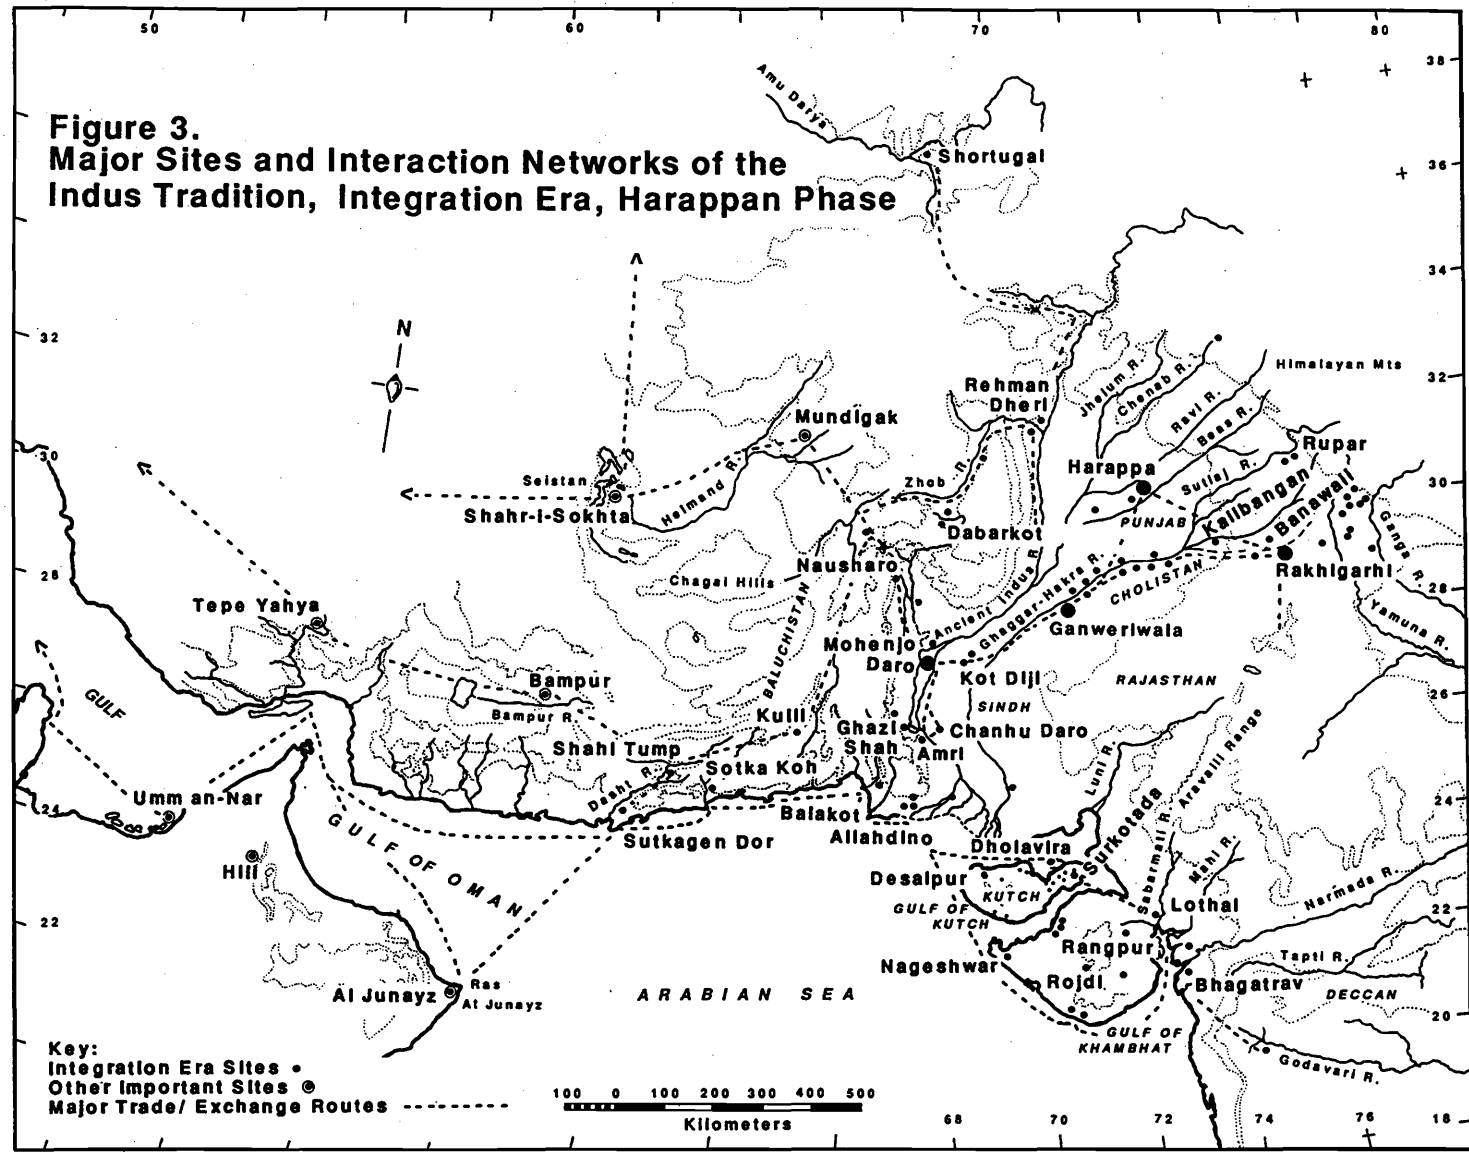 50
60
70
80
38
Amu Darya
Figure 3.
Major Sites and Interaction Networks of the
Indus Tradition, Integration Era, Harappan Phase
Shortugai
36
34
N
32
Himalayan Mts
32
Rehman
Dheri
Jhelum R.
Chenab R.
Ravi R.
Beas R.
Mundigak
30
Rupar
Harappa
Sutlej R.
Kalibangan
Banawali
30
Seistan
Helmand R.
Zhob R.
Shahr-i-Sokhta
PUNJAB
Dabarkot
Ganga R.
Nausharo
Rakhigarhi
28
Chagai Hills
Ancient Indus R.
Ghaggar-Hakra R.
CHOLISTAN
28
Tepe Yahya
BALUCHISTAN
Ganweriwala
Yamuna R.
Mohenjo
Daro
Kot Diji
RAJASTHAN
Bampur
26
GULF
Bampur R.
SINDH
Kulli
Ghazi
Shah
Chanhu Daro
Amri
Shahi Tump
Sotka Koh
Luni R.
Aravalli Range
Dasht R.
24
Umm an-Nar
Balakot
Allahdino
24
GULF OF OMAN
Sutkagen Dor
Dholavira
Surkotada
Sabarmati R.
Mahi R.
Hili
Desalpur
KUTCH
Narmada R.
22
GULF OF
KUTCH
Lothal
22
Rangpur
Nageshwar
Tapti R.
Al Junayz
Ras
Al Junayz
ARABIAN SEA
Rojdi
Bhagatrav
DECCAN
20
GULF OF
KHAMBHAT
Godavari R.
Key:
Integration Era Sites
Other Important Sites
Major Trade/ Exchange Routes
100 0 100 200 300 400 500
Kilometers
68
70
72
74
76
18